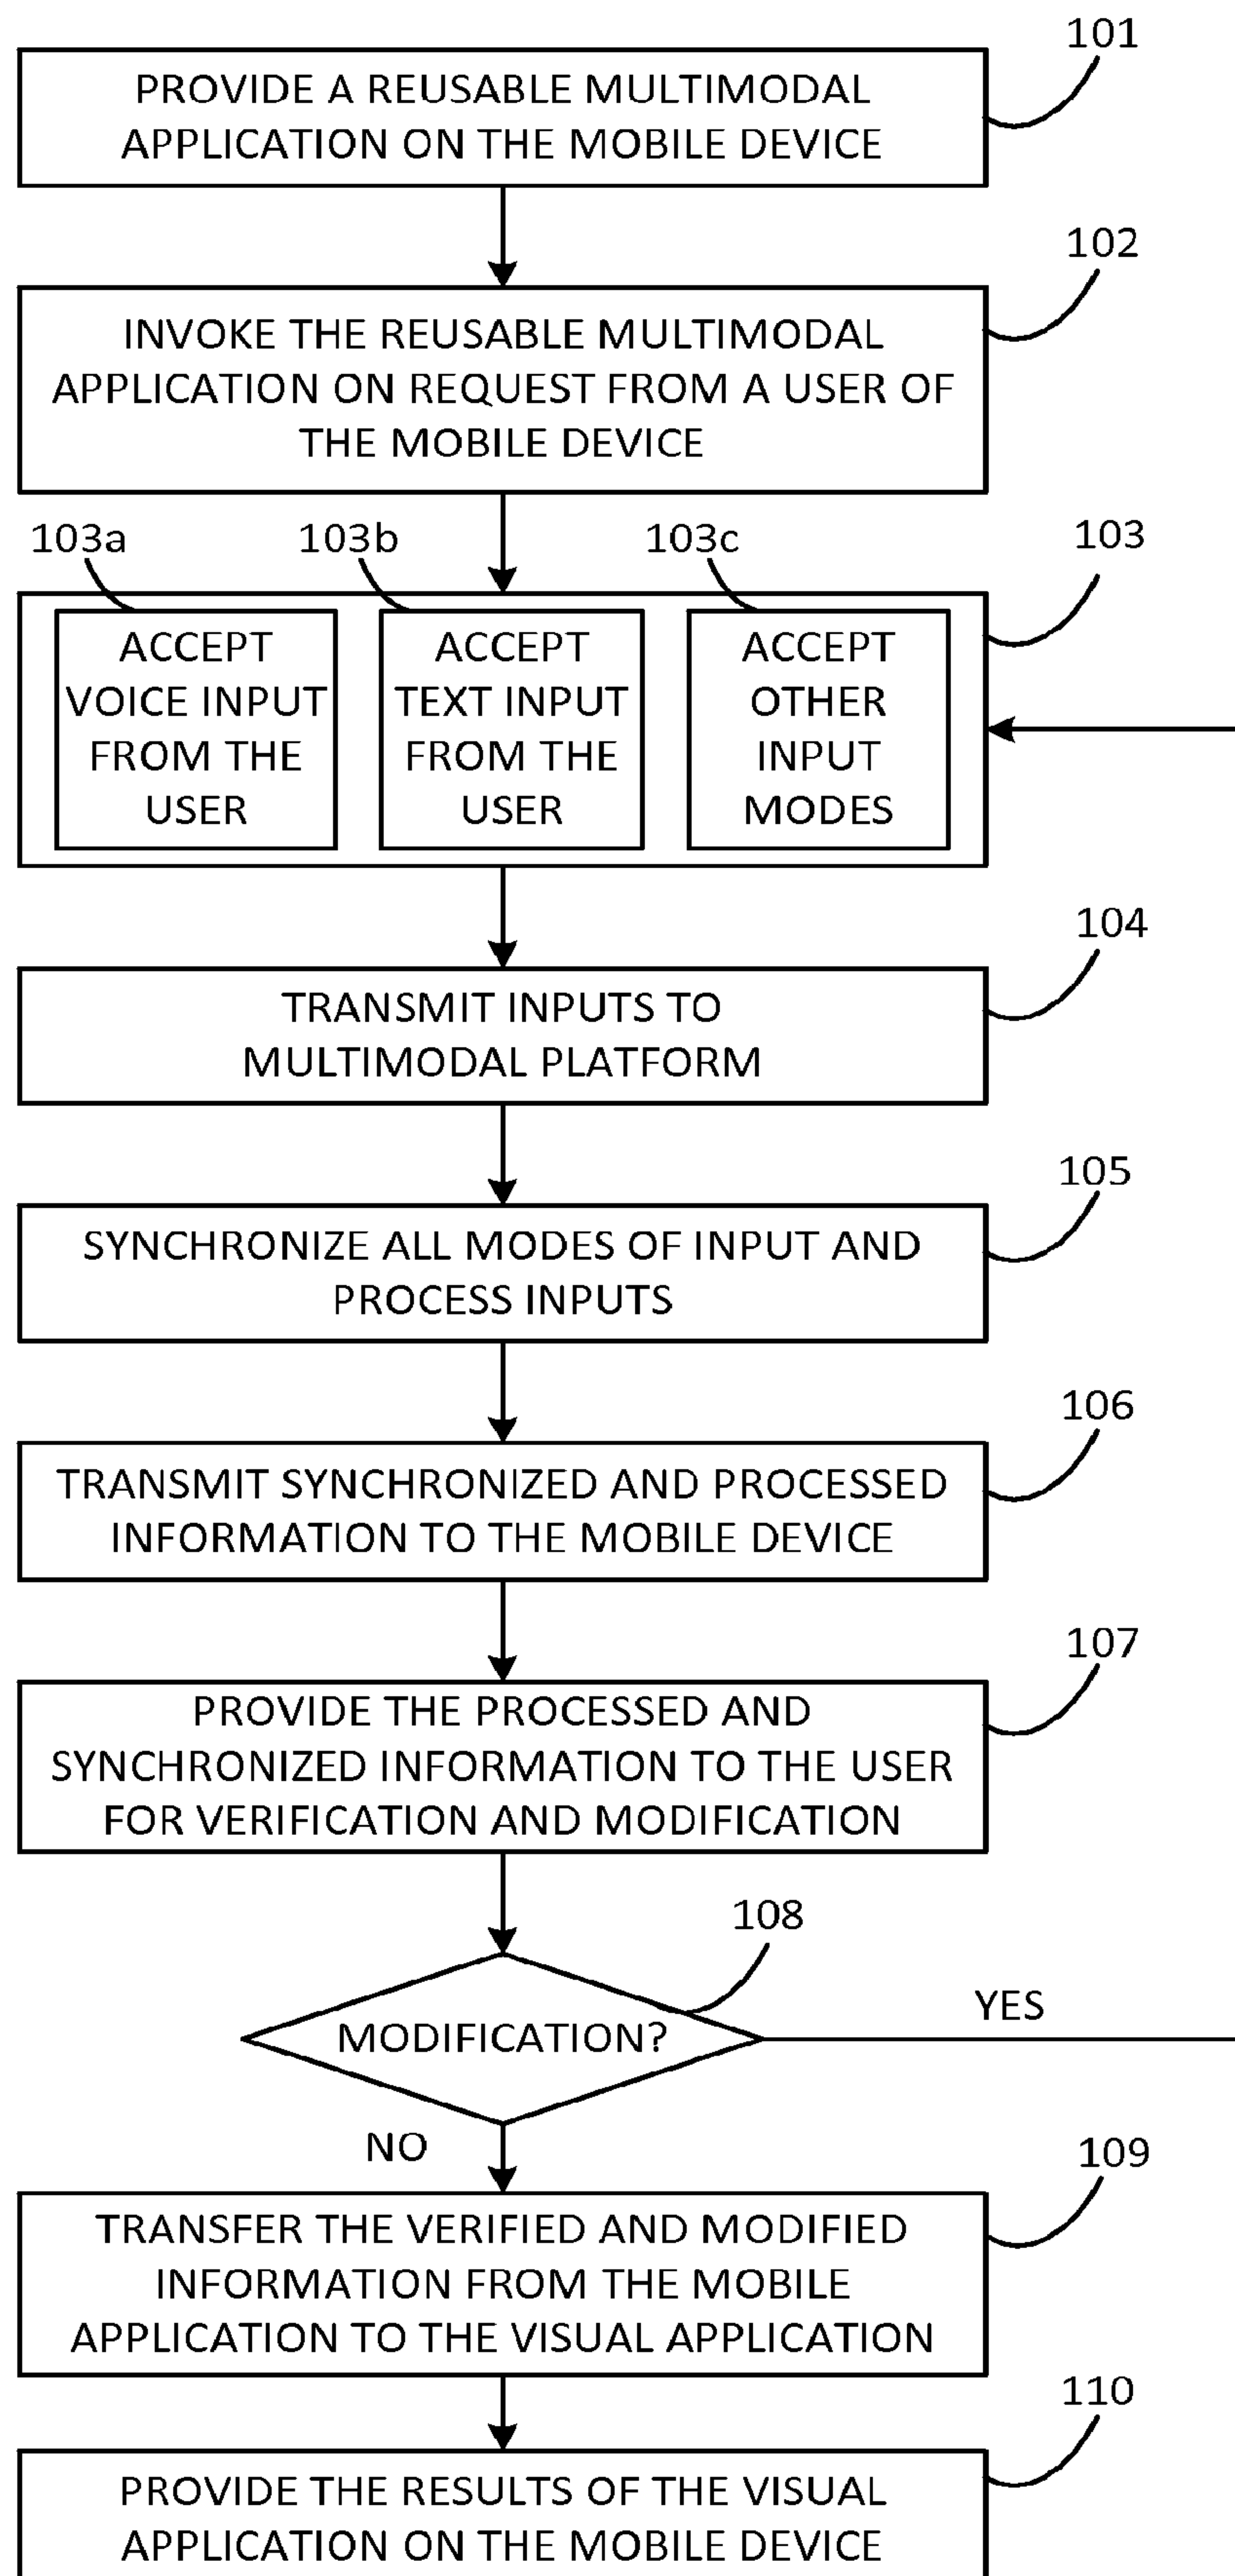 101
PROVIDE A REUSABLE MULTIMODAL
APPLICATION ON THE MOBILE DEVICE
102
INVOKE THE REUSABLE MULTIMODAL
APPLICATION ON REQUEST FROM A USER OF
THE MOBILE DEVICE
103a
103b
103c
103
ACCEPT
VOICE INPUT
FROM THE
USER
ACCEPT
TEXT INPUT
FROM THE
USER
ACCEPT
OTHER
INPUT
MODES
104
TRANSMIT INPUTS TO
MULTIMODAL PLATFORM
105
SYNCHRONIZE ALL MODES OF INPUT AND
PROCESS INPUTS
106
TRANSMIT SYNCHRONIZED AND PROCESSED
INFORMATION TO THE MOBILE DEVICE
107
PROVIDE THE PROCESSED AND
SYNCHRONIZED INFORMATION TO THE USER
FOR VERIFICATION AND MODIFICATION
108
MODIFICATION?
YES
NO
109
TRANSFER THE VERIFIED AND MODIFIED
INFORMATION FROM THE MOBILE
APPLICATION TO THE VISUAL APPLICATION
110
PROVIDE THE RESULTS OF THE VISUAL
APPLICATION ON THE MOBILE DEVICE